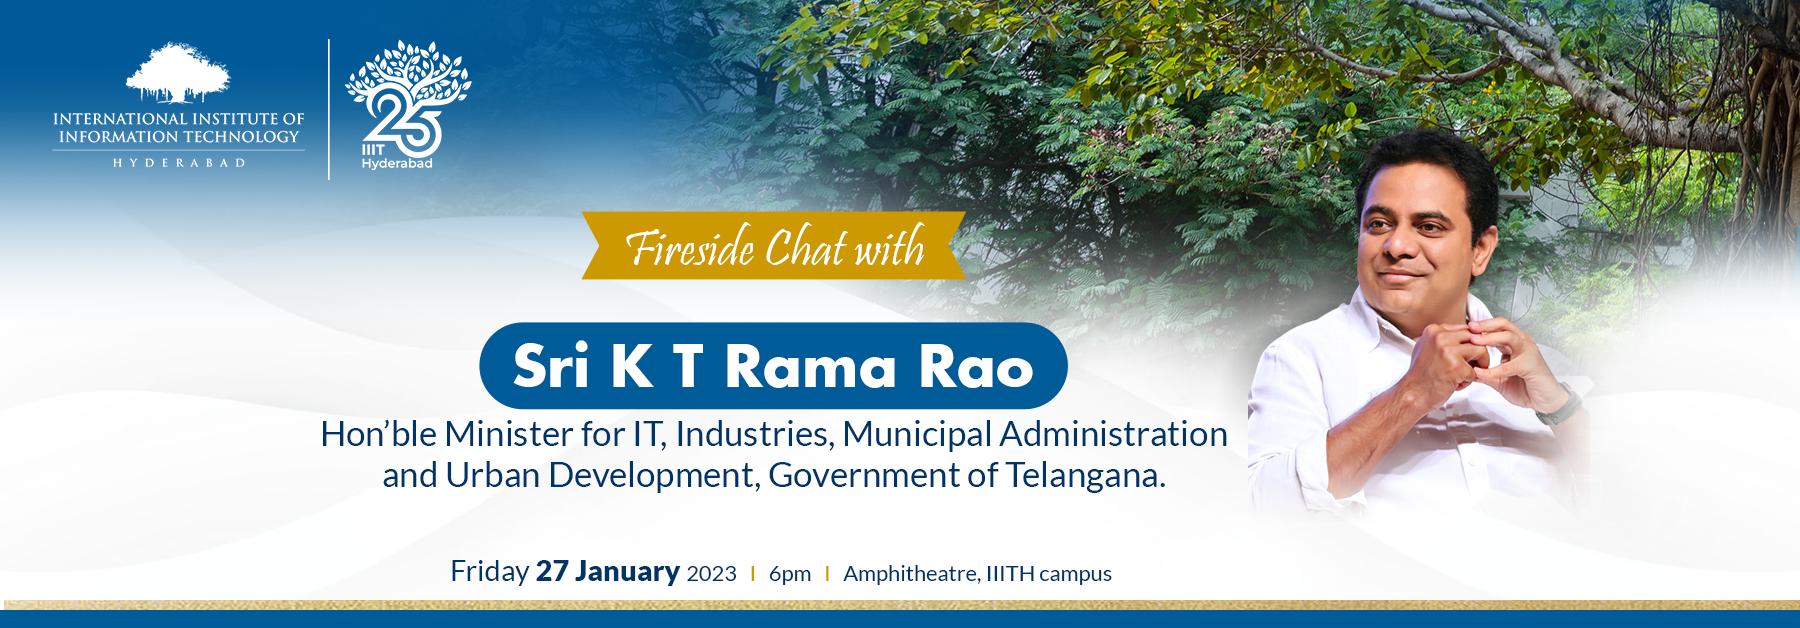 INTERNATIONAL INSTITUTE OF
INFORMATION TECHNOLOGY
HYDERABAD
25
IIIT
Hyderabad
Fireside Chat with
Sri K T Rama Rao
Hon’ble Minister for IT, Industries, Municipal Administration
and Urban Development, Government of Telangana.
Friday 27 January 2023 | 6pm | Amphitheatre, IIITH campus